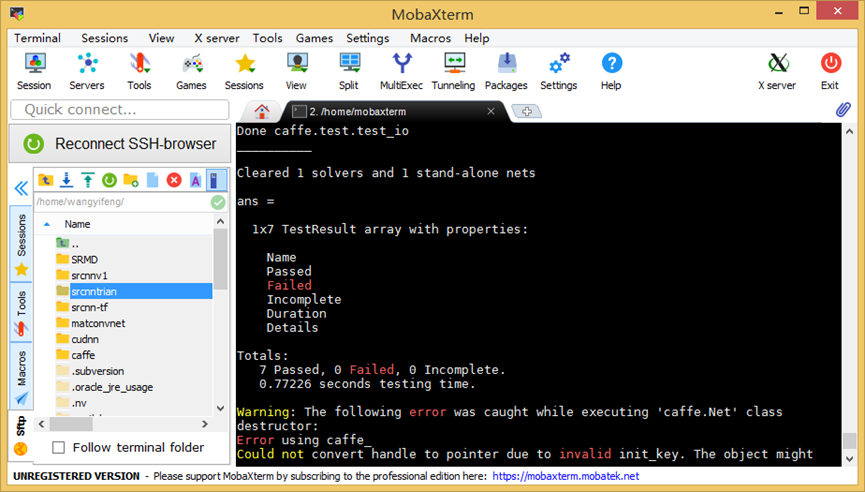 MobaXterm
Terminal Sessions View X server Tools Games Settings Macros Help
Session Servers Tools Games Sessions View Split MultiExec Tunneling Packages Settings Help X server Exit
Quick connect...
2. /home/mobaxterm
Reconnect SSH-browser
/home/wangyifeng/
Name
..
SRMD
srcnnv1
srcnntrian
srcnn-tf
matconvnet
cudnn
caffe
.subversion
.oracle_jre_usage
.nv
Sessions
Tools
Macros
Sftp
Follow terminal folder
Done caffe.test.test_io
__________
Cleared 1 solvers and 1 stand-alone nets
ans =
1x7 TestResult array with properties:
Name
Passed
Failed
Incomplete
Duration
Details
Totals:
7 Passed, 0 Failed, 0 Incomplete.
0.77226 seconds testing time.
Warning: The following error was caught while executing 'caffe.Net' class
destructor:
Error using caffe_
Could not convert handle to pointer due to invalid init_key. The object might
UNREGISTERED VERSION - Please support MobaXterm by subscribing to the professional edition here: https://mobaxterm.mobatek.net